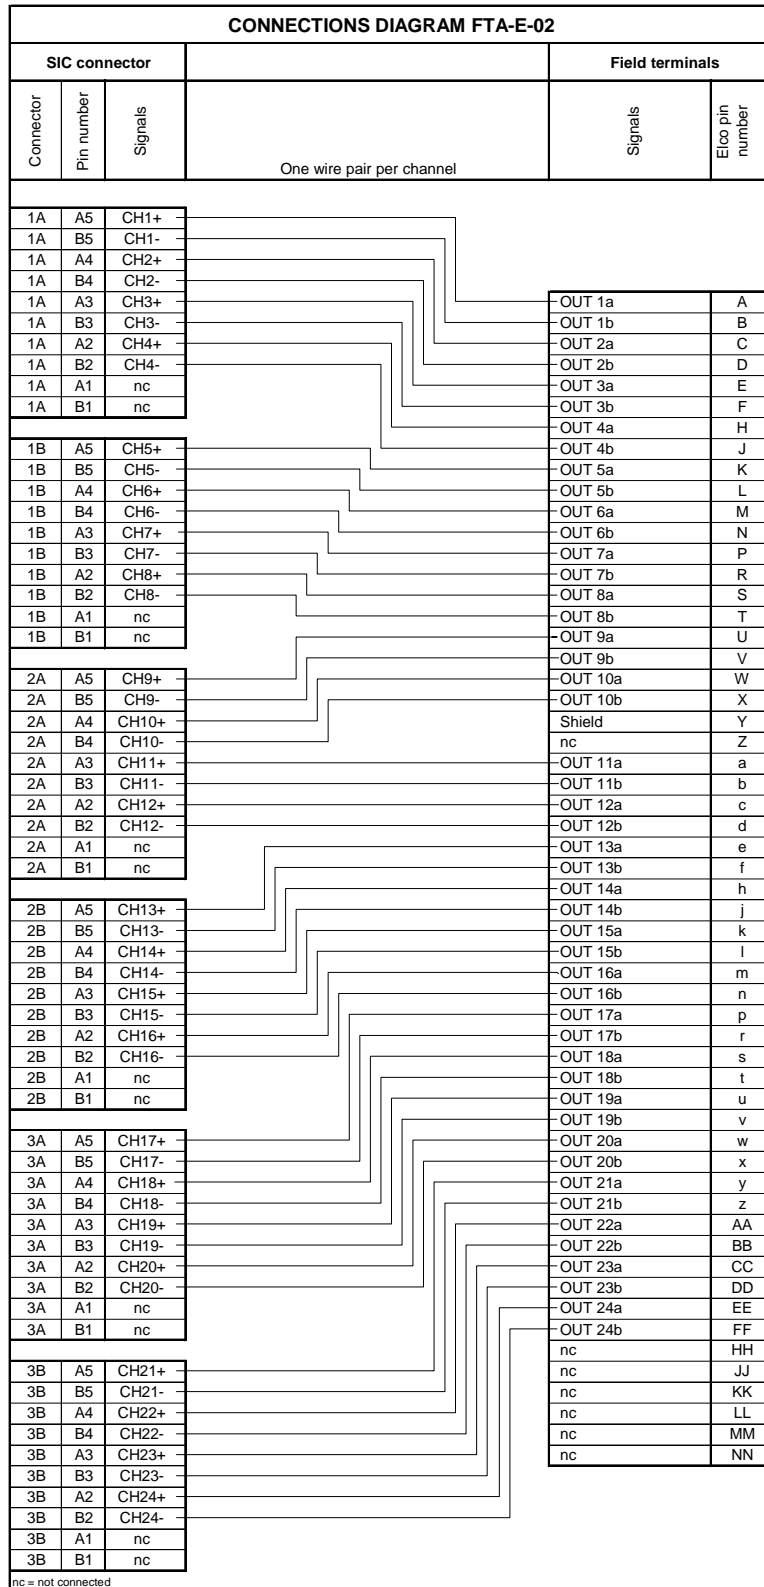 CONNECTIONS DIAGRAM FTA-E-02
SIC connector Field terminals
Connector Pin number Signals One wire pair per channel Signals Elco pin number
1A A5 CH1+
1A B5 CH1-
1A A4 CH2+
1A B4 CH2-
1A A3 CH3+
1A B3 CH3-
1A A2 CH4+
1A B2 CH4-
1A A1 nc
1A B1 nc
1B A5 CH5+
1B B5 CH5-
1B A4 CH6+
1B B4 CH6-
1B A3 CH7+
1B B3 CH7-
1B A2 CH8+
1B B2 CH8-
1B A1 nc
1B B1 nc
2A A5 CH9+
2A B5 CH9-
2A A4 CH10+
2A B4 CH10-
2A A3 CH11+
2A B3 CH11-
2A A2 CH12+
2A B2 CH12-
2A A1 nc
2A B1 nc
2B A5 CH13+
2B B5 CH13-
2B A4 CH14+
2B B4 CH14-
2B A3 CH15+
2B B3 CH15-
2B A2 CH16+
2B B2 CH16-
2B A1 nc
2B B1 nc
3A A5 CH17+
3A B5 CH17-
3A A4 CH18+
3A B4 CH18-
3A A3 CH19+
3A B3 CH19-
3A A2 CH20+
3A B2 CH20-
3A A1 nc
3A B1 nc
3B A5 CH21+
3B B5 CH21-
3B A4 CH22+
3B B4 CH22-
3B A3 CH23+
3B B3 CH23-
3B A2 CH24+
3B B2 CH24-
3B A1 nc
3B B1 nc
OUT 1a A
OUT 1b B
OUT 2a C
OUT 2b D
OUT 3a E
OUT 3b F
OUT 4a H
OUT 4b J
OUT 5a K
OUT 5b L
OUT 6a M
OUT 6b N
OUT 7a P
OUT 7b R
OUT 8a S
OUT 8b T
OUT 9a U
OUT 9b V
OUT 10a W
OUT 10b X
Shield Y
nc Z
OUT 11a a
OUT 11b b
OUT 12a c
OUT 12b d
OUT 13a e
OUT 13b f
OUT 14a h
OUT 14b j
OUT 15a k
OUT 15b l
OUT 16a m
OUT 16b n
OUT 17a p
OUT 17b r
OUT 18a s
OUT 18b t
OUT 19a u
OUT 19b v
OUT 20a w
OUT 20b x
OUT 21a y
OUT 21b z
OUT 22a AA
OUT 22b BB
OUT 23a CC
OUT 23b DD
OUT 24a EE
OUT 24b FF
nc HH
nc JJ
nc KK
nc LL
nc MM
nc NN
nc = not connected